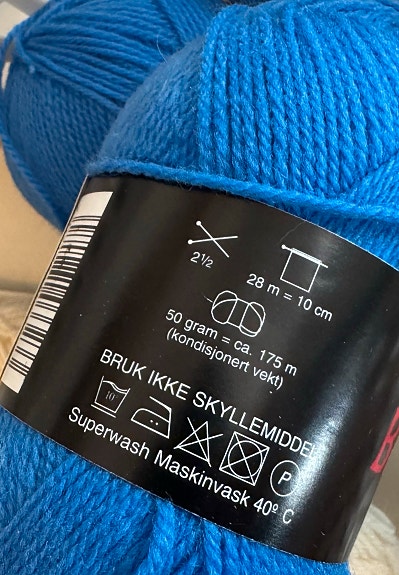 2½
28 m = 10 cm
50 gram = ca. 175 m
(kondisjonert vekt)
BRUK IKKE SKYLLEMIDDEL
P
Superwash Maskinvask 40º C